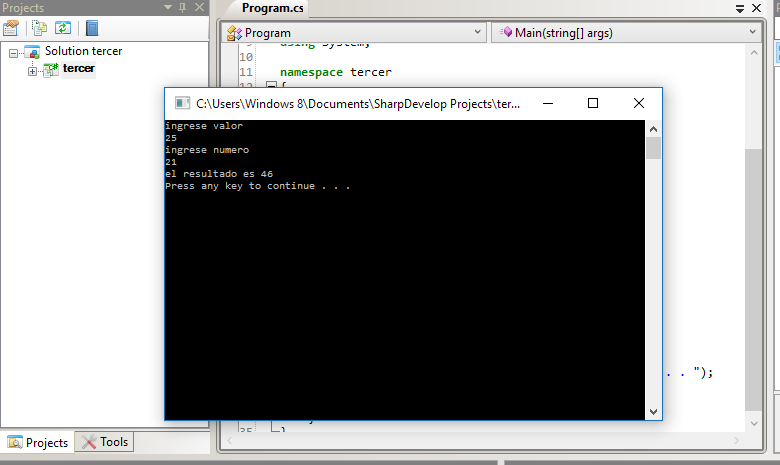 Projects
Solution tercer
tercer
Projects
Tools
Program.cs
Program
Main(string[] args)
9
using System;
10
11
namespace tercer
12
{
C:\Users\Windows 8\Documents\SharpDevelop Projects\ter...
ingrese valor
25
ingrese numero
21
el resultado es 46
Press any key to continue . . .
. . ");
35
}